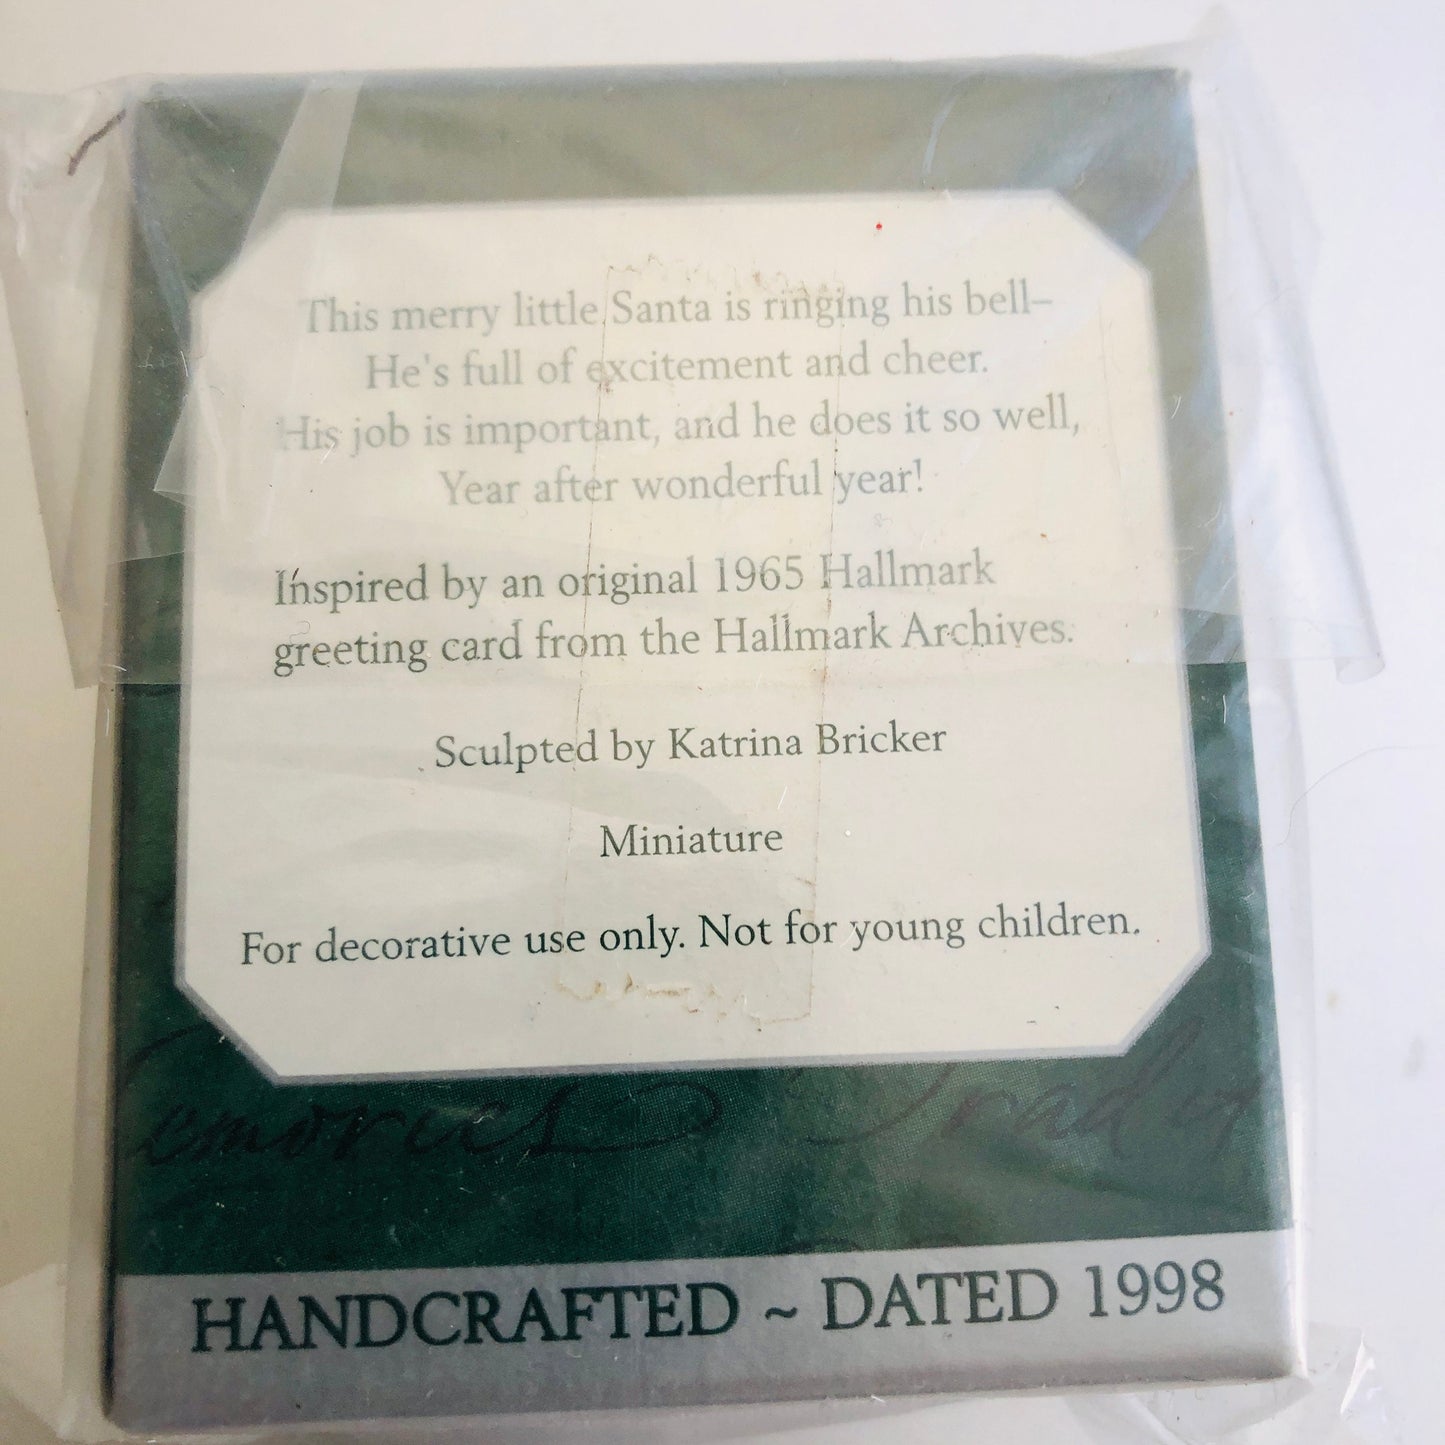 This merry little Santa is ringing his bell–
He's full of excitement and cheer.
His job is important, and he does it so well,
Year after wonderful year!
Inspired by an original 1965 Hallmark
greeting card from the Hallmark Archives.
Sculpted by Katrina Bricker
Miniature
For decorative use only. Not for young children.
HANDCRAFTED ~ DATED 1998